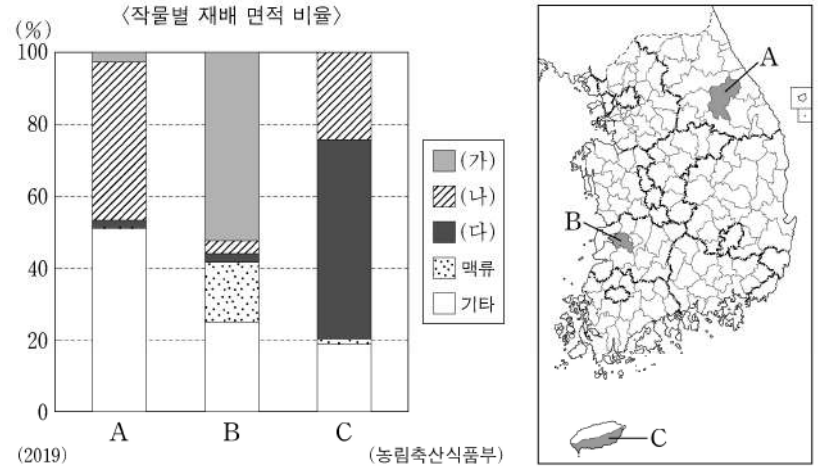 〈작물별 재배 면적 비율〉
(%)
100
80
60
40
20
0
A
B
C
(가)
(나)
(다)
맥류
기타
(2019)
(농림축산식품부)
A
B
C